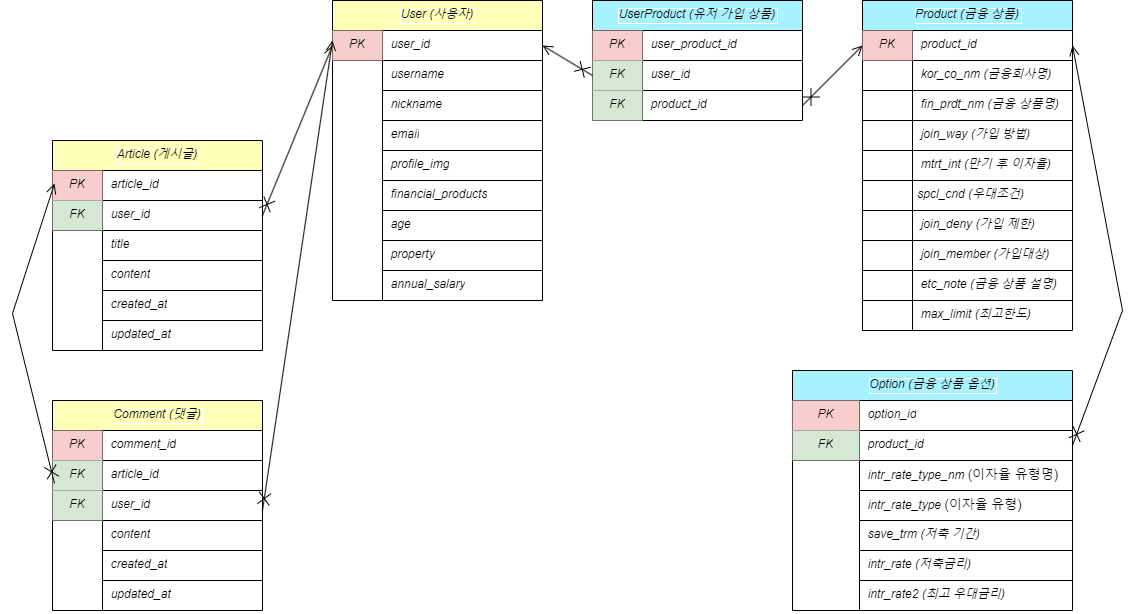 User (사용자)
PK user_id
username
nickname
email
profile_img
financial_products
age
property
annual_salary
UserProduct (유저 가입 상품)
PK user_product_id
FK user_id
FK product_id
Product (금융 상품)
PK product_id
kor_co_nm (금융회사명)
fin_prdt_nm (금융 상품명)
join_way (가입 방법)
mtrt_int (만기 후 이자율)
spcl_cnd (우대조건)
join_deny (가입 제한)
join_member (가입대상)
etc_note (금융 상품 설명)
max_limit (최고한도)
Article (게시글)
PK article_id
FK user_id
title
content
created_at
updated_at
Comment (댓글)
PK comment_id
FK article_id
FK user_id
content
created_at
updated_at
Option (금융 상품 옵션)
PK option_id
FK product_id
intr_rate_type_nm (이자율 유형명)
intr_rate_type (이자율 유형)
save_trm (저축 기간)
intr_rate (저축금리)
intr_rate2 (최고 우대금리)